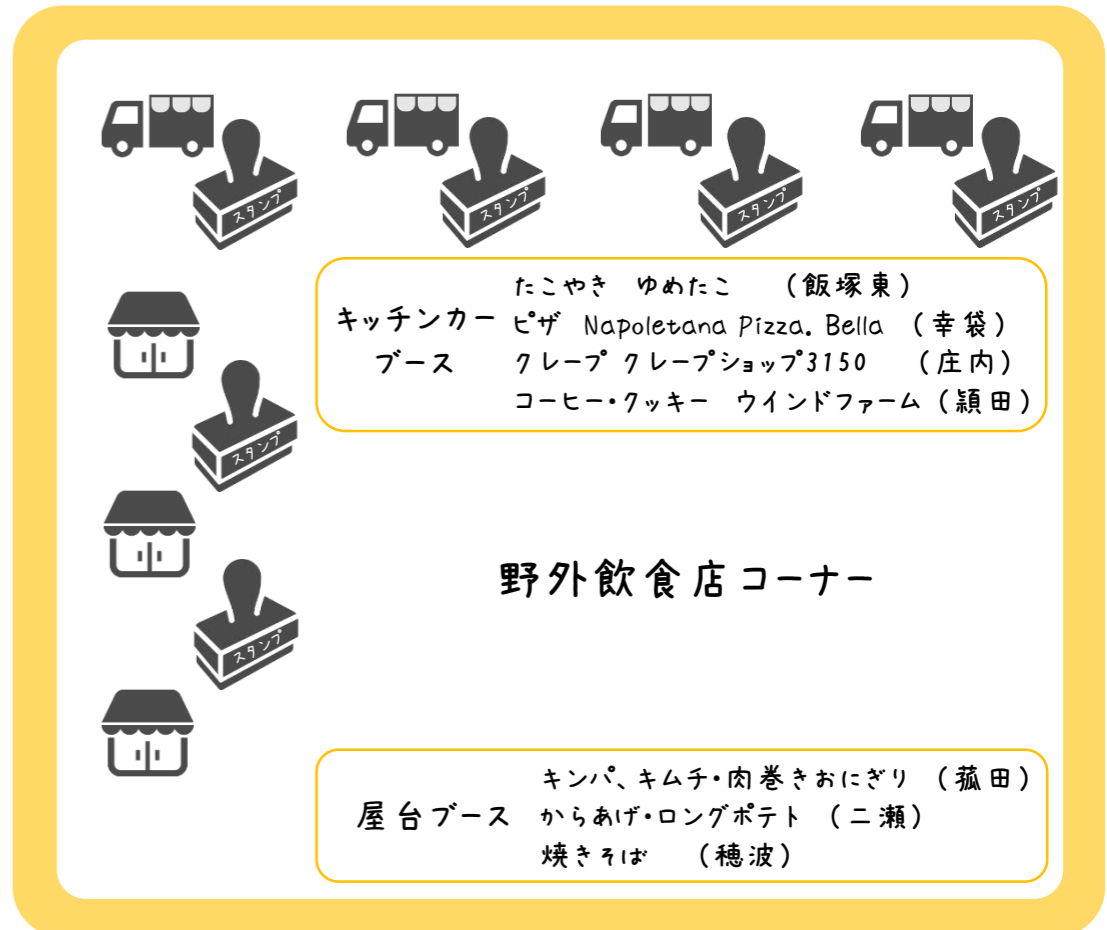 スタンプ
スタンプ
スタンプ
スタンプ
たこやき ゆめたこ (飯塚東)
キッチンカー ピザ Napoletana Pizza. Bella (幸袋)
ブース クレープ クレープショップ3150 (庄内)
コーヒー・クッキー ウインドファーム (頴田)
スタンプ
野外飲食店コーナー
スタンプ
キンパ、キムチ・肉巻きおにぎり (菰田)
屋台ブース からあげ・ロングポテト (二瀬)
焼きそば (穂波)